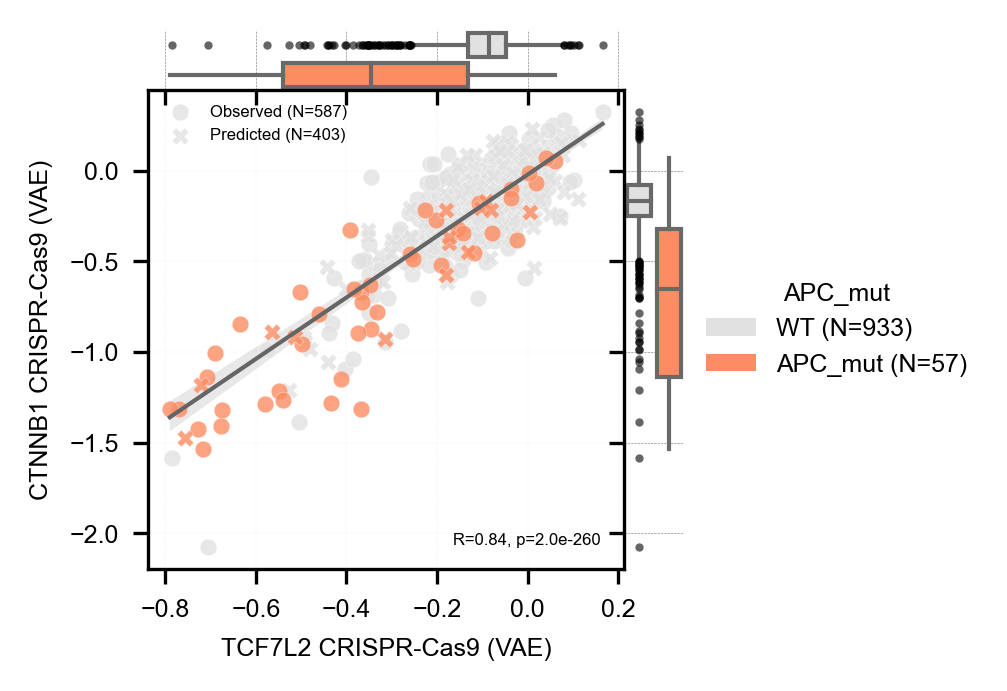 Observed (N=587)
Predicted (N=403)
0.0
−0.5
−1.0
−1.5
−2.0
CTNNB1 CRISPR-Cas9 (VAE)
R=0.84, p=2.0e-260
−0.8 −0.6 −0.4 −0.2 0.0 0.2
TCF7L2 CRISPR-Cas9 (VAE)
APC_mut
WT (N=933)
APC_mut (N=57)